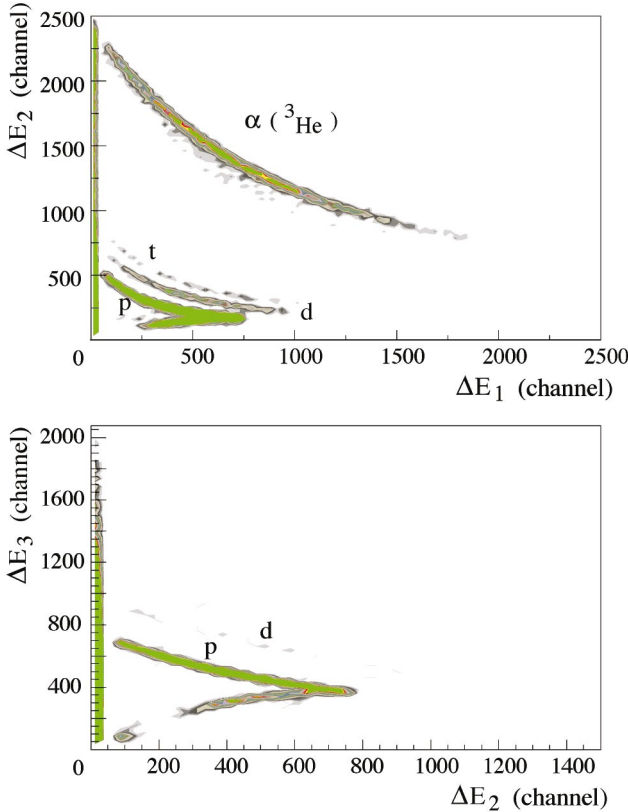 2500
2000
1500
1000
500
0
ΔE2 (channel)
α ( 3He)
t
p
d
500 1000 1500 2000 2500
ΔE1 (channel)
2000
1600
1200
800
400
0
ΔE3 (channel)
d
p
200 400 600 800 1000 1200 1400
ΔE2 (channel)